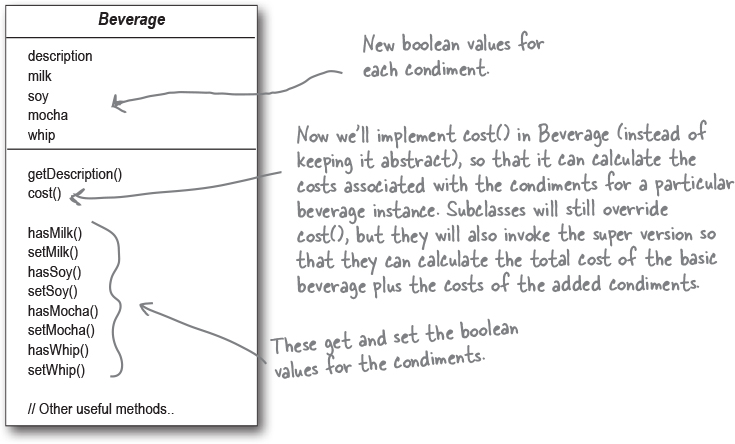 Beverage
description
milk
soy
mocha
whip
getDescription()
cost()
hasMilk()
setMilk()
hasSoy()
setSoy()
hasMocha()
setMocha()
hasWhip()
setWhip()
// Other useful methods..
New boolean values for
each condiment.
Now we'll implement cost() in Beverage (instead of
keeping it abstract), so that it can calculate the
costs associated with the condiments for a particular
beverage instance. Subclasses will still override
cost(), but they will also invoke the super version so
that they can calculate the total cost of the basic
beverage plus the costs of the added condiments.
These get and set the boolean
values for the condiments.